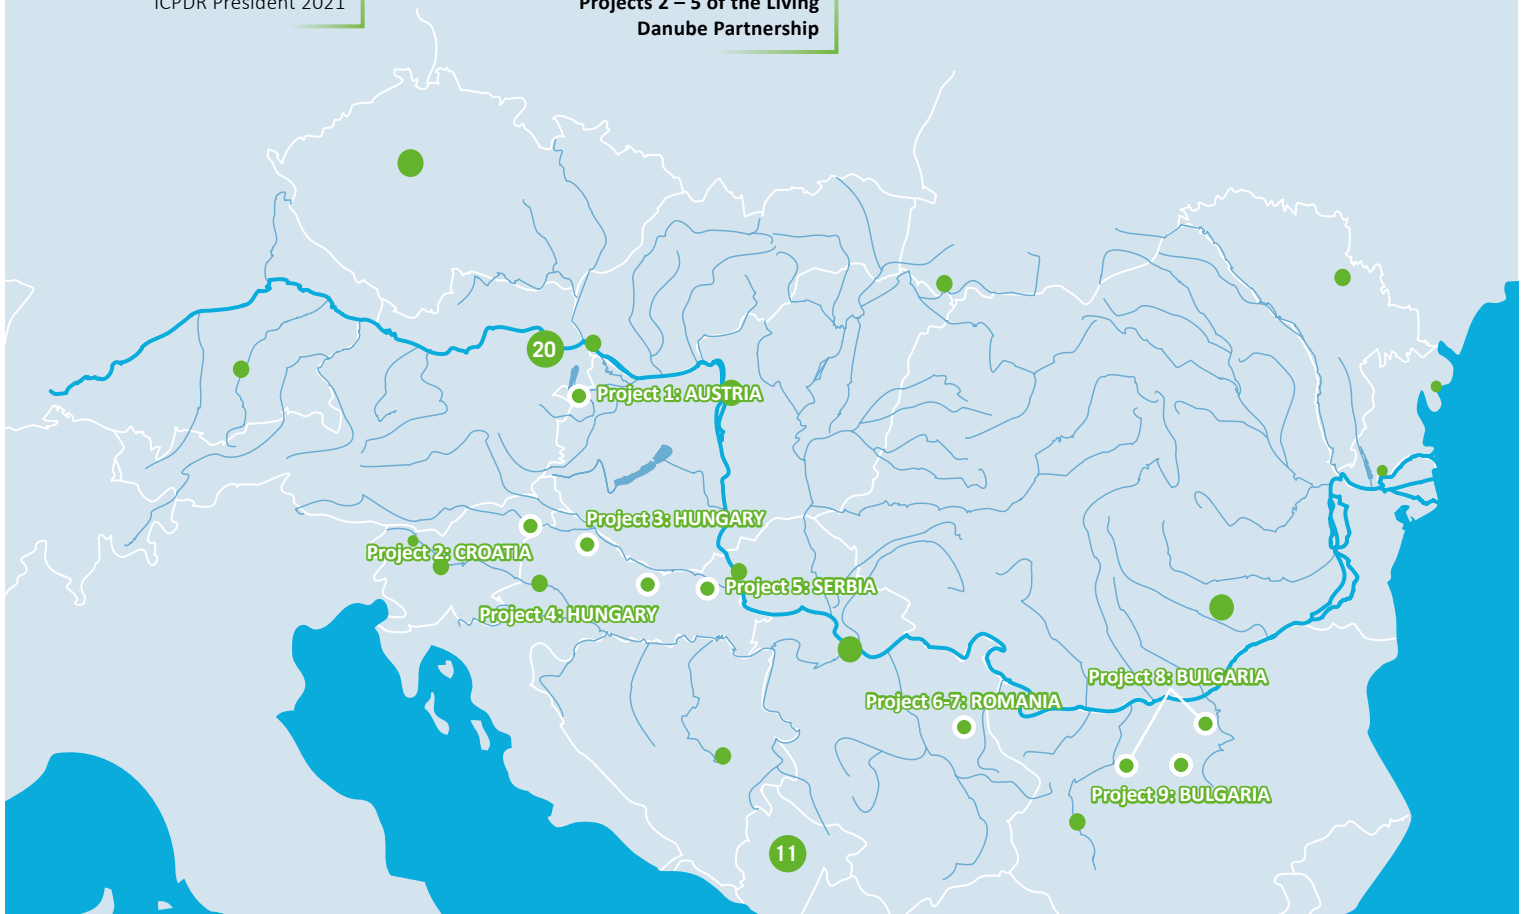 ICPDR President 2021
Projects 2 – 5 of the Living
Danube Partnership
20
Project 1: AUSTRIA
Project 3: HUNGARY
Project 2: CROATIA
Project 5: SERBIA
Project 4: HUNGARY
Project 8: BULGARIA
Project 6-7: ROMANIA
Project 9: BULGARIA
11